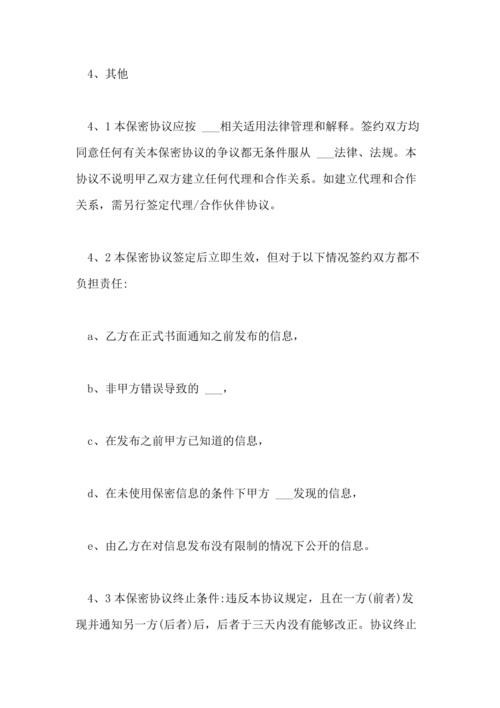 4、其他
4、1本保密协议应按 ___相关适用法律管理和解释。签约双方均
同意任何有关本保密协议的争议都无条件服从 ___法律、法规。本
协议不说明甲乙双方建立任何代理和合作关系。如建立代理和合作
关系，需另行签定代理/合作伙伴协议。
4、2本保密协议签定后立即生效，但对于以下情况签约双方都不
负担责任:
a、乙方在正式书面通知之前发布的信息，
b、非甲方错误导致的 ___，
c、在发布之前甲方已知道的信息，
d、在未使用保密信息的条件下甲方 ___发现的信息，
e、由乙方在对信息发布没有限制的情况下公开的信息。
4、3本保密协议终止条件:违反本协议规定，且在一方(前者)发
现并通知另一方(后者)后，后者于三天内没有能够改正。协议终止